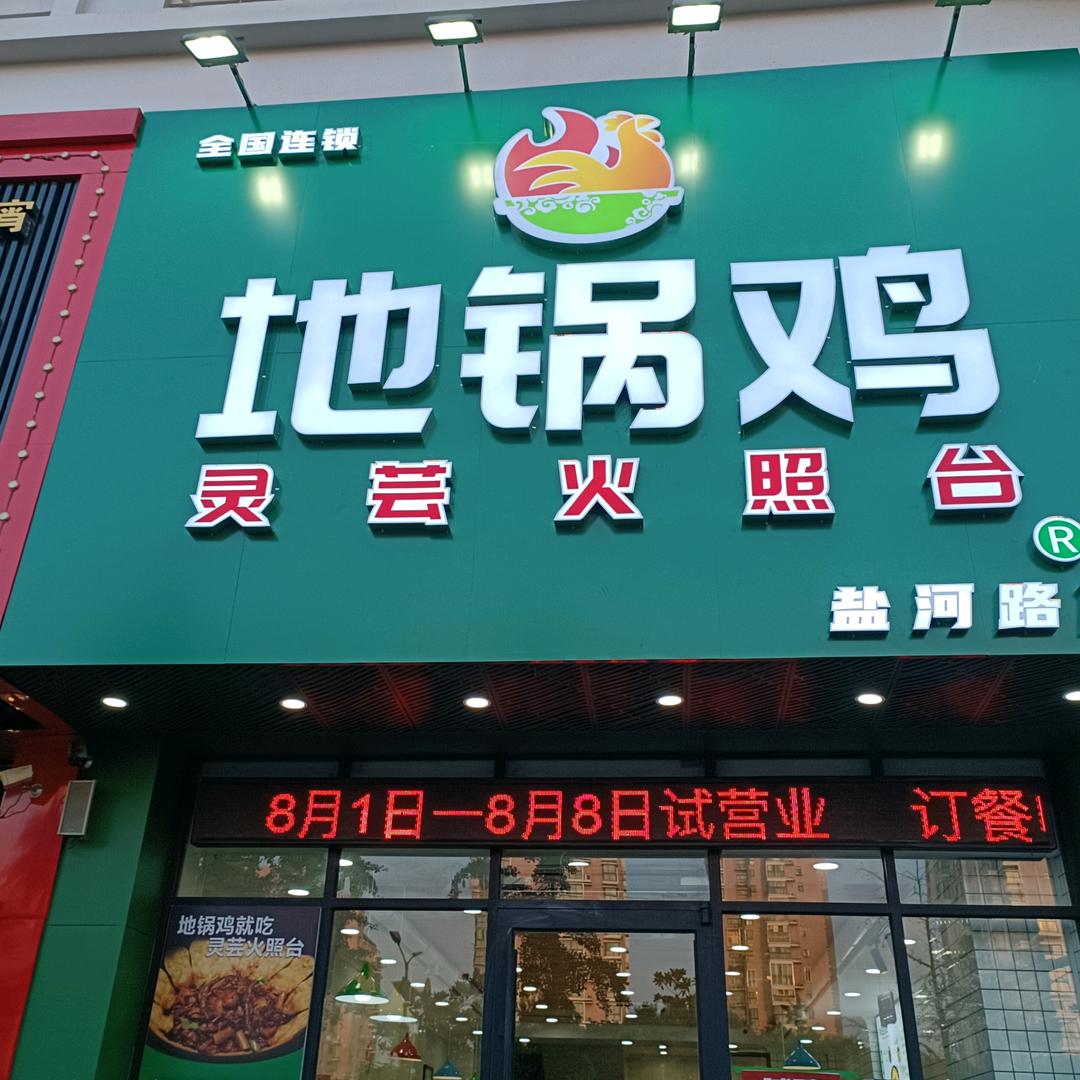 全国连锁
地锅鸡
灵芸火照台
®
盐河路
8月1日—8月8日试营业 订餐
地锅鸡就吃
灵芸火照台